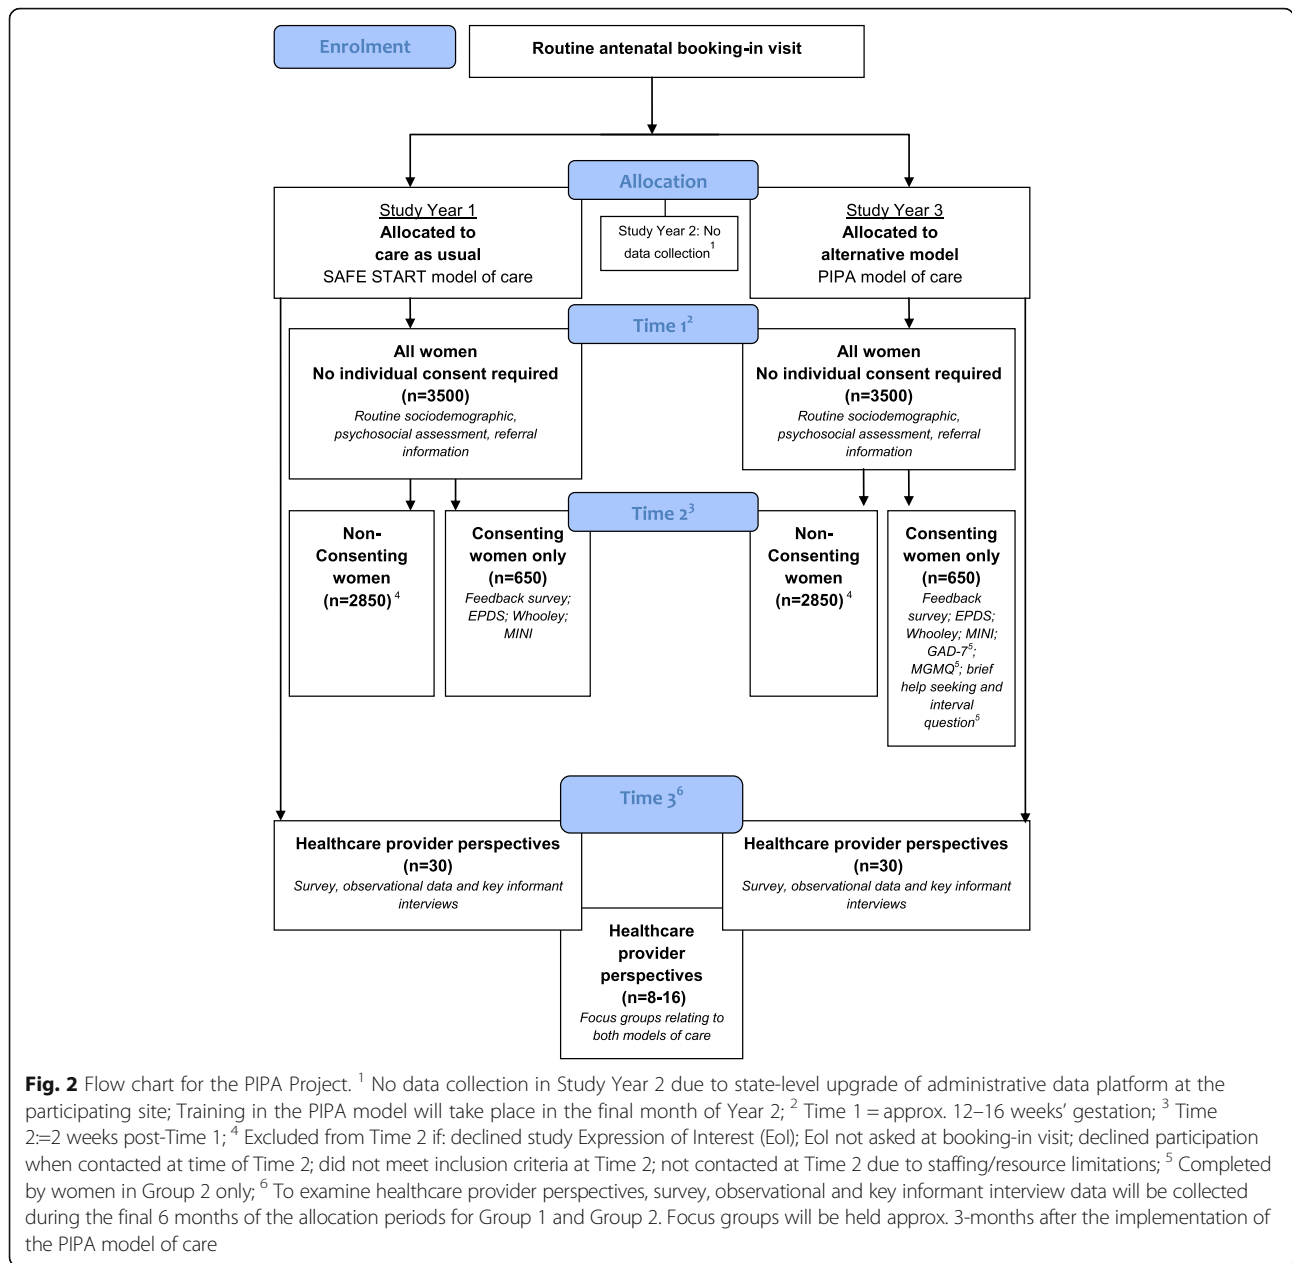 Enrolment
Routine antenatal booking-in visit
Allocation
Study Year 1
Allocated to
care as usual
SAFE START model of care
Study Year 2: No
data collection1
Study Year 3
Allocated to
alternative model
PIPA model of care
Time 12
All women
No individual consent required
(n=3500)
Routine sociodemographic,
psychosocial assessment, referral
information
All women
No individual consent required
(n=3500)
Routine sociodemographic,
psychosocial assessment, referral
information
Time 23
Non-
Consenting
women
(n=2850) 4
Consenting
women only
(n=650)
Feedback survey;
EPDS; Whooley;
MINI
Non-
Consenting
women
(n=2850) 4
Consenting
women only
(n=650)
Feedback
survey; EPDS;
Whooley; MINI;
GAD-75;
MGMQ5; brief
help seeking and
interval
question5
Time 36
Healthcare provider perspectives
(n=30)
Survey, observational data and key informant
interviews
Healthcare provider perspectives
(n=30)
Survey, observational data and key informant
interviews
Healthcare
provider
perspectives
(n=8-16)
Focus groups relating to
both models of care
Fig. 2 Flow chart for the PIPA Project. 1 No data collection in Study Year 2 due to state-level upgrade of administrative data platform at the
participating site; Training in the PIPA model will take place in the final month of Year 2; 2 Time 1 = approx. 12–16 weeks’ gestation; 3 Time
2:=2 weeks post-Time 1; 4 Excluded from Time 2 if: declined study Expression of Interest (EoI); EoI not asked at booking-in visit; declined participation
when contacted at time of Time 2; did not meet inclusion criteria at Time 2; not contacted at Time 2 due to staffing/resource limitations; 5 Completed
by women in Group 2 only; 6 To examine healthcare provider perspectives, survey, observational and key informant interview data will be collected
during the final 6 months of the allocation periods for Group 1 and Group 2. Focus groups will be held approx. 3-months after the implementation of
the PIPA model of care